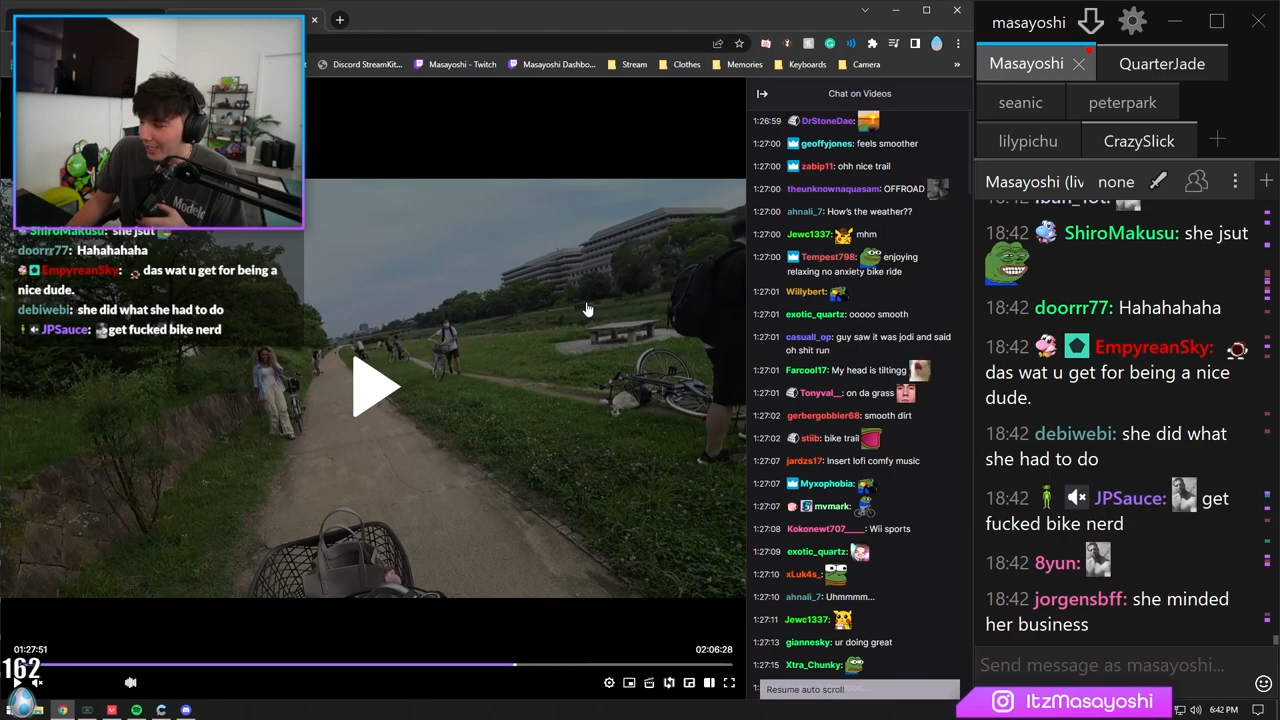 Discord StreamKit...
Masayoshi - Twitch
Masayoshi Dashbo...
Stream
Clothes
Memories
Keyboards
Camera
»
ShiroMakusu: she jsut
doorrr77: Hahahahaha
EmpyreanSky: das wat u get for being a
nice dude.
debiwebi: she did what she had to do
JPSauce: get fucked bike nerd
01:27:51
02:06:28
162
Chat on Videos
1:26:59 DrStoneDae:
1:27:00 geoffyjones: feels smoother
1:27:00 zabip11: ohh nice trail
1:27:00 theunknownaquasam: OFFROAD
1:27:00 ahnali_7: How's the weather??
1:27:00 Jewc1337: mhm
1:27:00 Tempest798: enjoying
relaxing no anxiety bike ride
1:27:01 Willybert:
1:27:01 exotic_quartz: ooooo smooth
1:27:01 casuall_op: guy saw it was jodi and said
oh shit run
1:27:01 Farcool17: My head is tiltingg
1:27:01 Tonyval__: on da grass
1:27:02 gerbergobbler68: smooth dirt
1:27:02 stiib: bike trail
1:27:07 jardzs17: Insert lofi comfy music
1:27:07 Myxophobia:
1:27:07 mvmark:
1:27:08 Kokonewt707____: Wii sports
1:27:09 exotic_quartz:
1:27:10 xLuk4s_:
1:27:10 ahnali_7: Uhmmmm...
1:27:11 Jewc1337:
1:27:13 giannesky: ur doing great
1:27:15 Xtra_Chunky:
Resume auto scroll
masayoshi
Masayoshi
QuarterJade
seanic
peterpark
lilypichu
CrazySlick
Masayoshi (liv
none
18:42 ShiroMakusu: she jsut
18:42 doorrr77: Hahahahaha
18:42 EmpyreanSky:
das wat u get for being a nice
dude.
18:42 debiwebi: she did what
she had to do
18:42 JPSauce: get
fucked bike nerd
18:42 8yun:
18:42 jorgensbff: she minded
her business
Send message as masayoshi...
ItzMasayoshi
6:42 PM